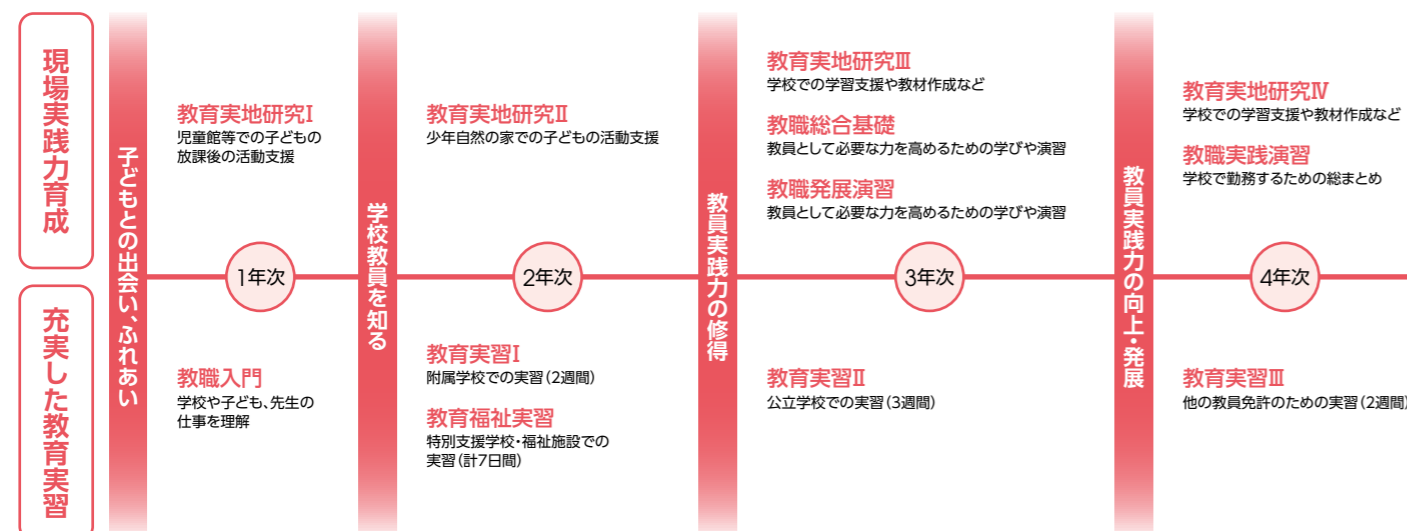 現場実践力育成
充実した教育実習
子どもとの出会い、ふれあい
教育実地研究Ⅰ
児童館等での子どもの
放課後の活動支援
1年次
教職入門
学校や子ども、先生の
仕事を理解
学校教員を知る
教育実地研究Ⅱ
少年自然の家での子どもの活動支援
2年次
教育実習Ⅰ
附属学校での実習(2週間)
教育福祉実習
特別支援学校・福祉施設での
実習(計7日間)
教員実践力の修得
教育実地研究Ⅲ
学校での学習支援や教材作成など
教職総合基礎
教員として必要な力を高めるための学びや演習
教職発展演習
教員として必要な力を高めるための学びや演習
3年次
教育実習Ⅱ
公立学校での実習(3週間)
教員実践力の向上・発展
教育実地研究Ⅳ
学校での学習支援や教材作成など
教職実践演習
学校で勤務するための総まとめ
4年次
教育実習Ⅲ
他の教員免許のための実習(2週間)